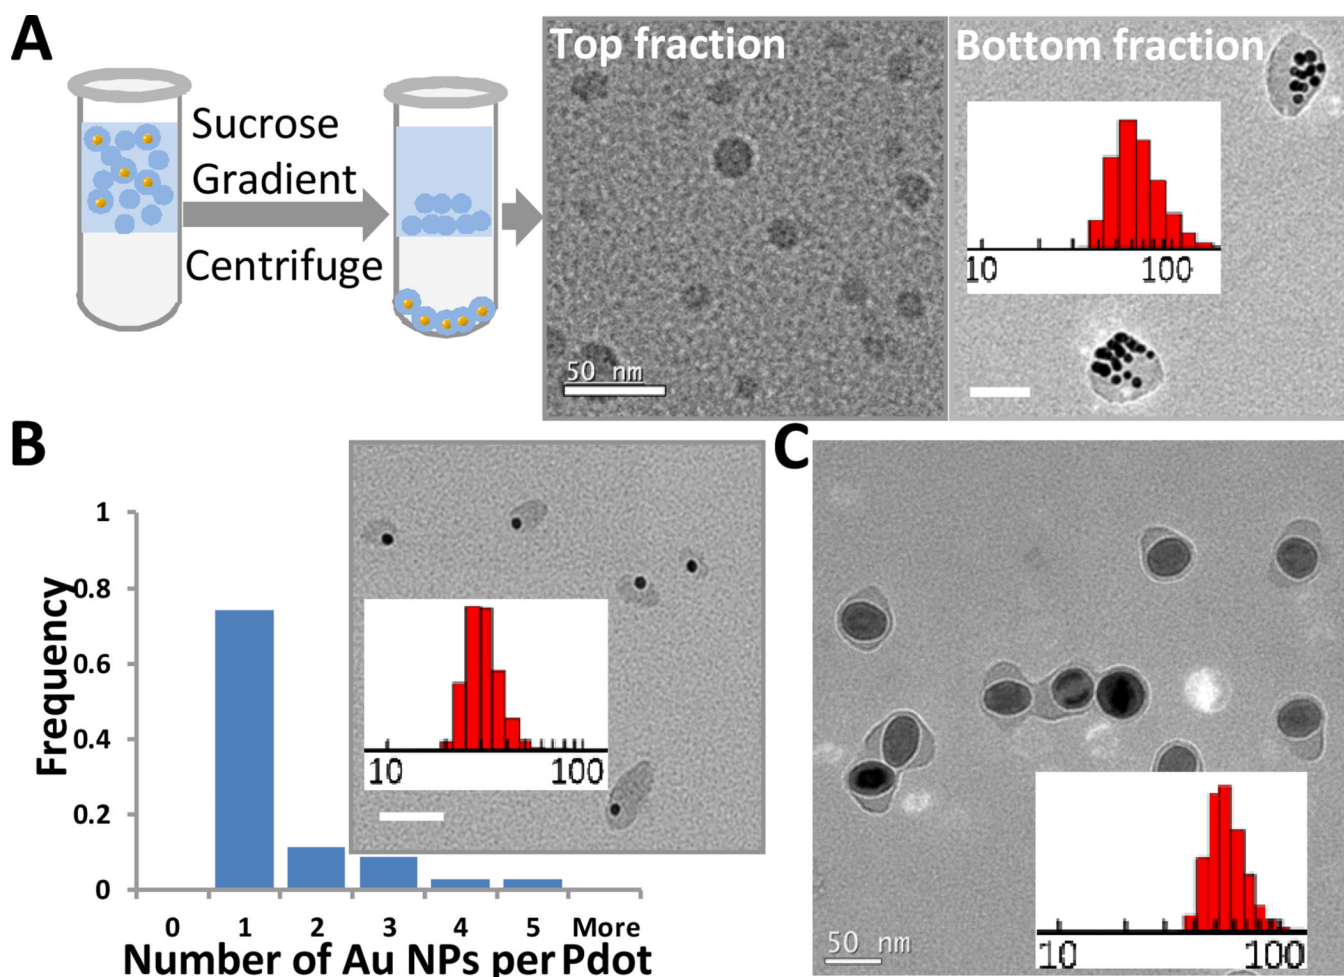 A
Top fraction
Bottom fraction
Sucrose
Gradient
Centrifuge
10
100
50 nm
B
C
1
0.8
0.6
0.4
0.2
0
Frequency
10
100
0
1
2
3
4
5
More
Number of Au NPs per Pdot
50 nm
10
100